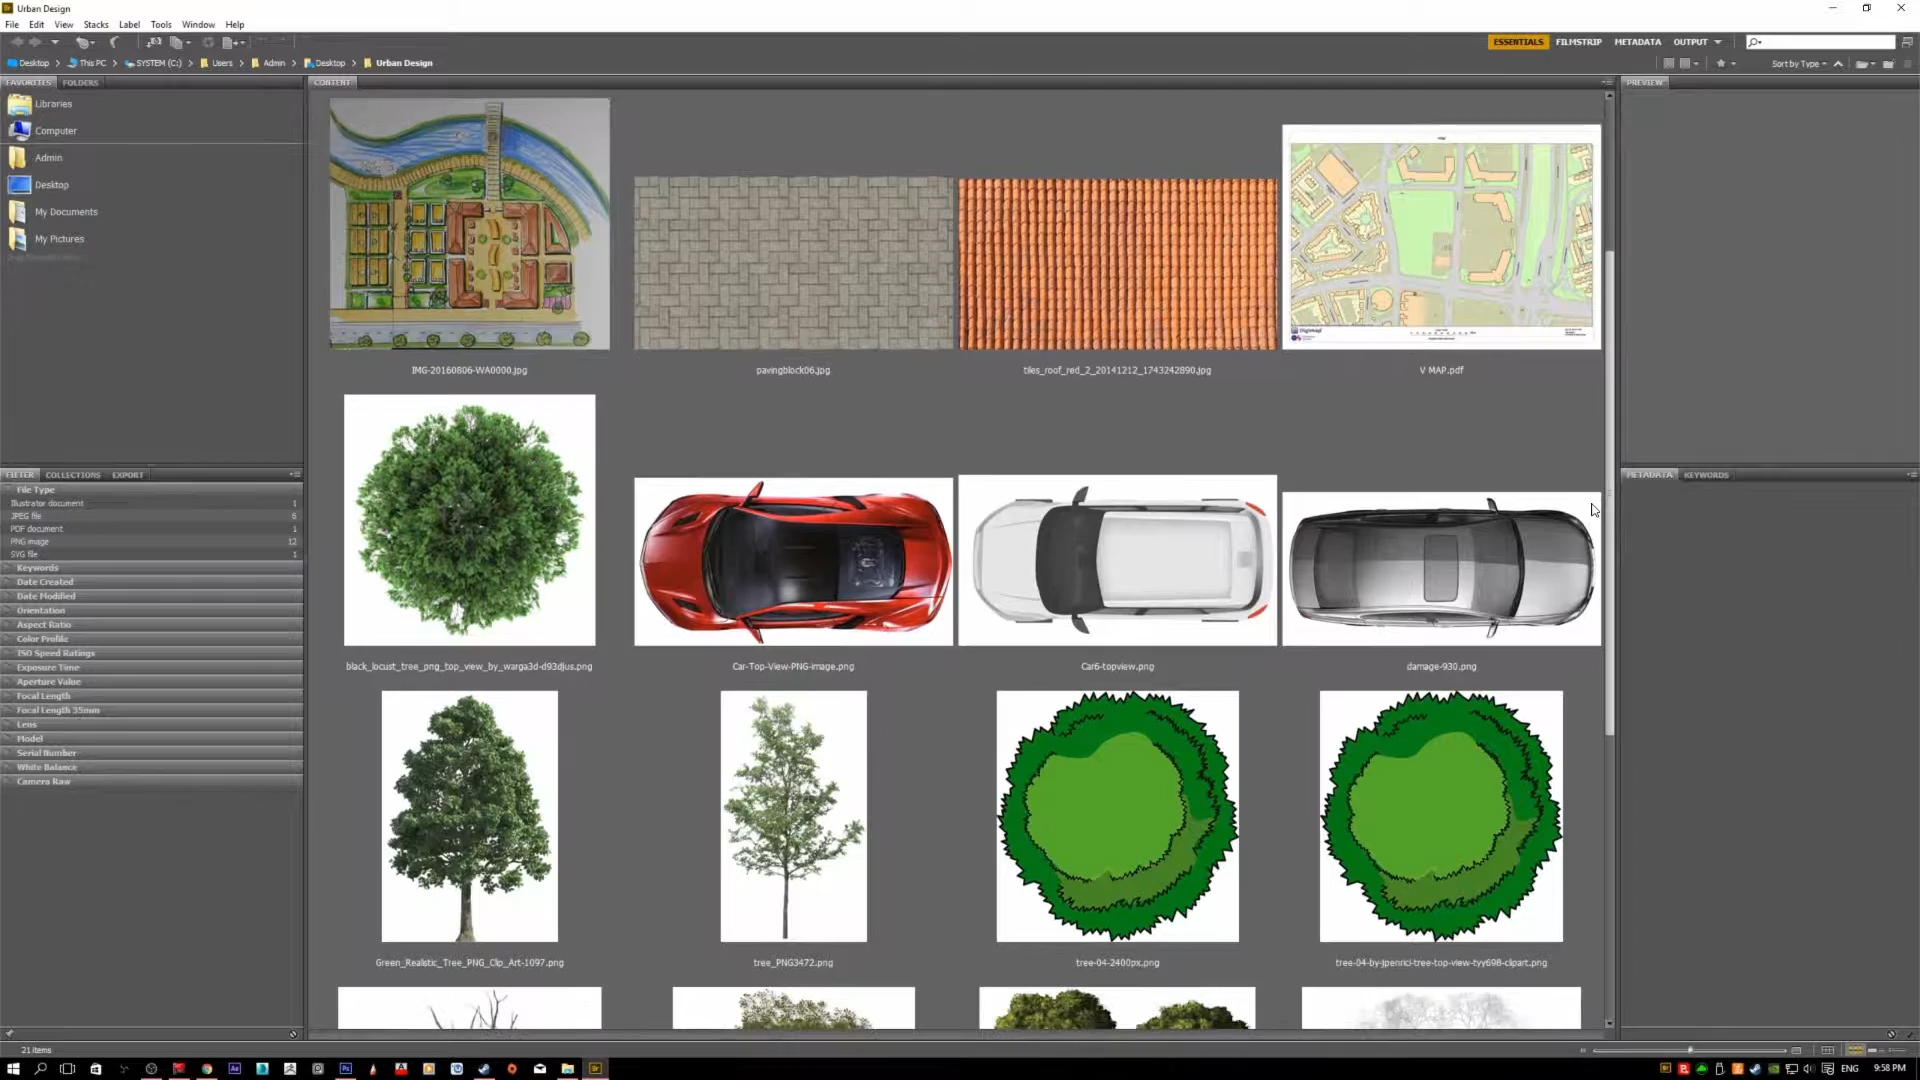 Urban Design
File Edit View Stacks Label Tools Window Help
ESSENTIALS FILMSTRIP METADATA OUTPUT
Desktop This PC SYSTEM (C:) Users Admin Desktop Urban Design
Sort by Type
FAVORITES FOLDERS
CONTENT
PREVIEW
Libraries
Computer
Admin
Desktop
My Documents
My Pictures
IMG-20160806-WA0000.jpg
pavingblock06.jpg
tiles_roof_red_2_20141212_1743242890.jpg
V MAP.pdf
FILTER COLLECTIONS EXPORT
METADATA KEYWORDS
File Type
Illustrator document 1
JPEG file 6
PDF document 1
PNG image 12
SVG file 1
Keywords
Date Created
Date Modified
Orientation
Aspect Ratio
Color Profile
ISO Speed Ratings
Exposure Time
Aperture Value
Focal Length
Focal Length 35mm
Lens
Model
Serial Number
White Balance
Camera Raw
black_locust_tree_png_top_view_by_warga3d-d93djus.png
Car-Top-View-PNG-image.png
Car6-topview.png
damage-930.png
Green_Realistic_Tree_PNG_Clip_Art-1097.png
tree_PNG3472.png
tree-04-2400px.png
tree-04-by-jpenrici-tree-top-view-tyy698-clipart.png
21 items
ENG 9:58 PM